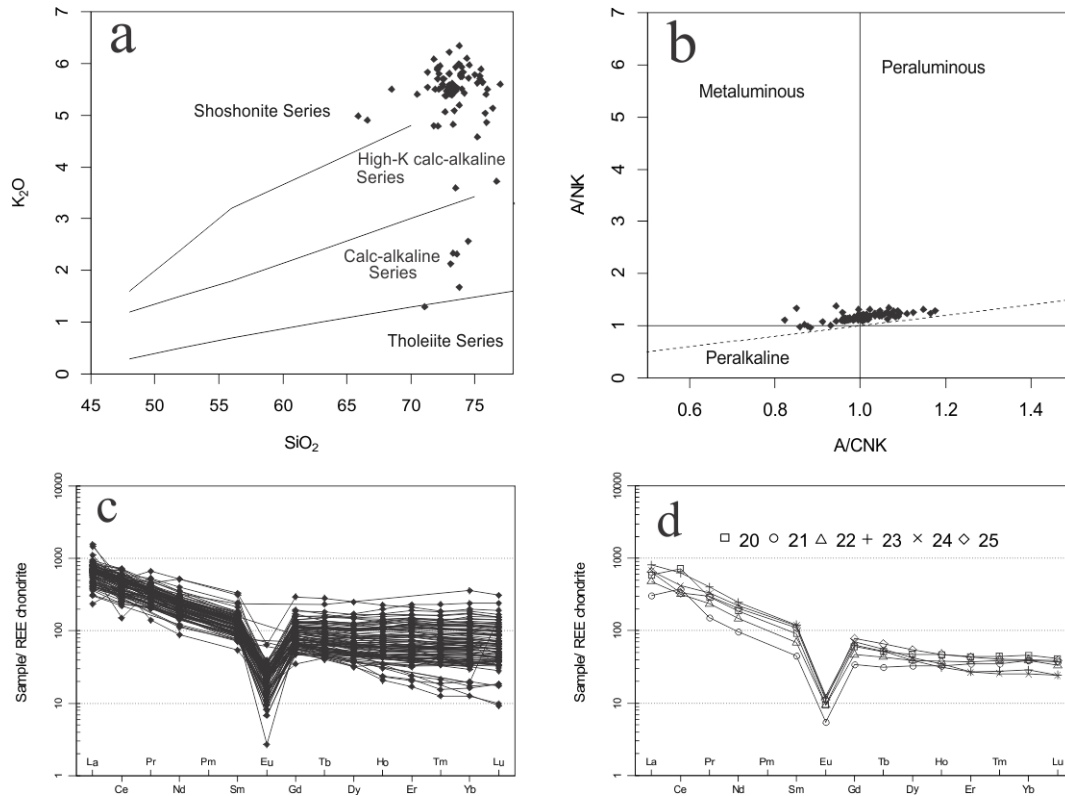 a
7
6
5
4
3
2
1
0
K₂O
Shoshonite Series
High-K calc-alkaline
Series
Calc-alkaline
Series
Tholeiite Series
45 50 55 60 65 70 75
SiO₂
b
7
6
5
4
3
2
1
0
A/NK
Metaluminous
Peraluminous
Peralkaline
0.6 0.8 1.0 1.2 1.4
A/CNK
c
10000
1000
100
10
1
Sample/ REE chondrite
La Pr Pm Eu Tb Ho Tm Lu
Ce Nd Sm Gd Dy Er Yb
d
20 21 22 23 24 25
10000
1000
100
10
1
Sample/ REE chondrite
La Pr Pm Eu Tb Ho Tm Lu
Ce Nd Sm Gd Dy Er Yb